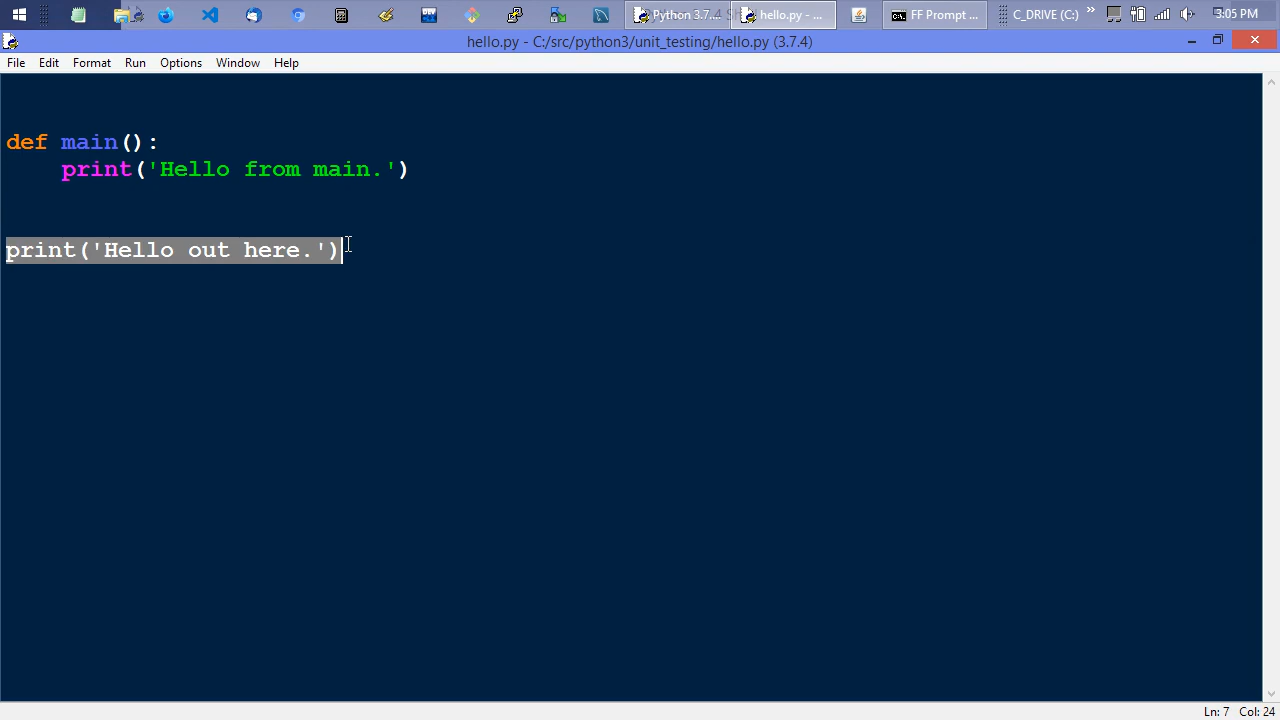 Python 3.7.... hello.py - ... FF Prompt ... C_DRIVE (C:) » 3:05 PM
hello.py - C:/src/python3/unit_testing/hello.py (3.7.4)
File Edit Format Run Options Window Help
def main():
print('Hello from main.')
print('Hello out here.')
Ln: 7 Col: 24